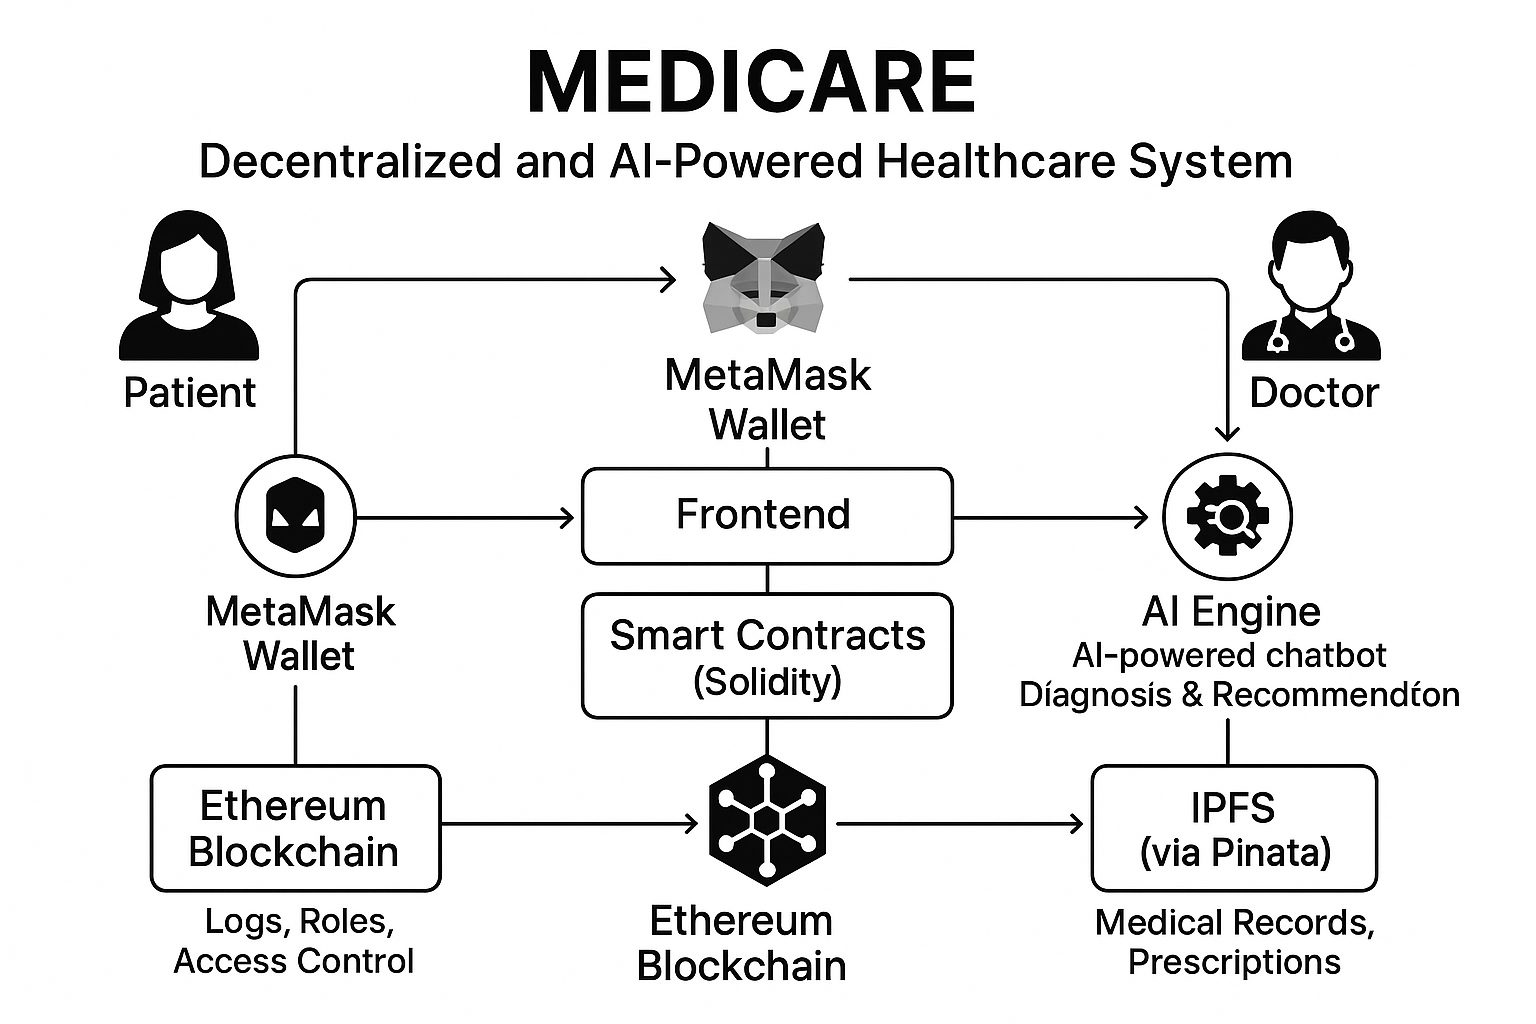 MEDICARE
Decentralized and AI-Powered Healthcare System
Patient
MetaMask
Wallet
Doctor
Frontend
MetaMask
Wallet
Smart Contracts
(Solidity)
AI Engine
AI-powered chatbot
Díagnosís & Recommendíon
Ethereum
Blockchain
Logs, Roles,
Access Control
Ethereum
Blockchain
IPFS
(via Pinata)
Medical Records,
Prescriptions